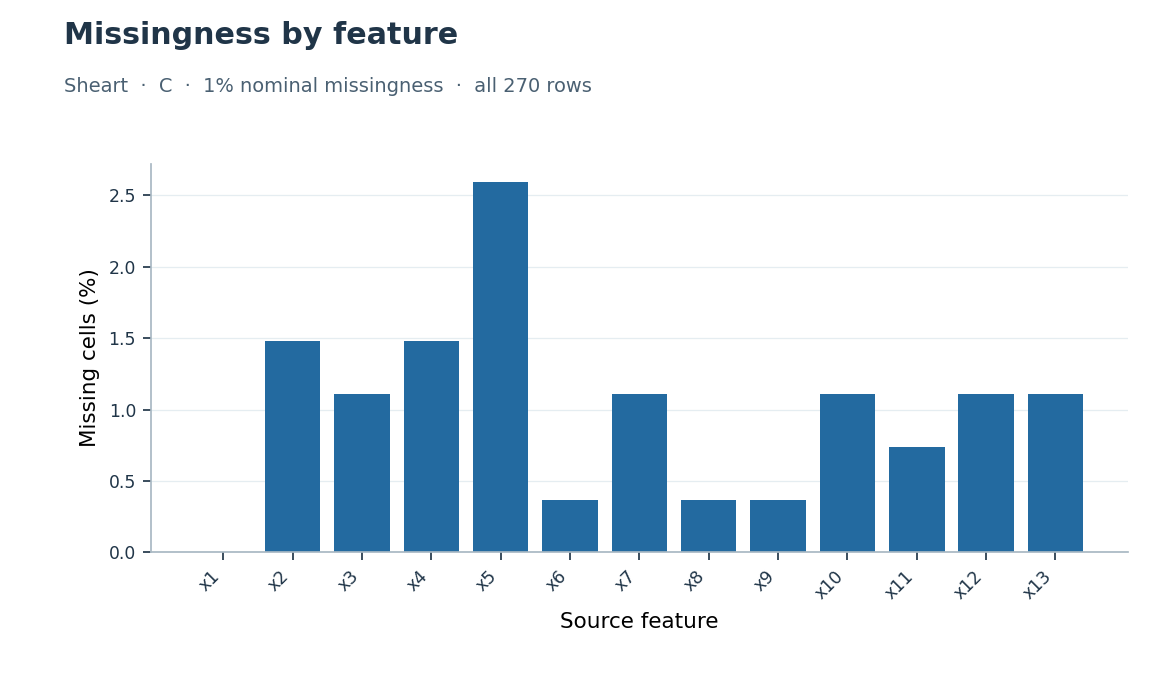 Missingness by feature
Sheart · C · 1% nominal missingness · all 270 rows
Missing cells (%)
2.5
2.0
1.5
1.0
0.5
0.0
x1 x2 x3 x4 x5 x6 x7 x8 x9 x10 x11 x12 x13
Source feature